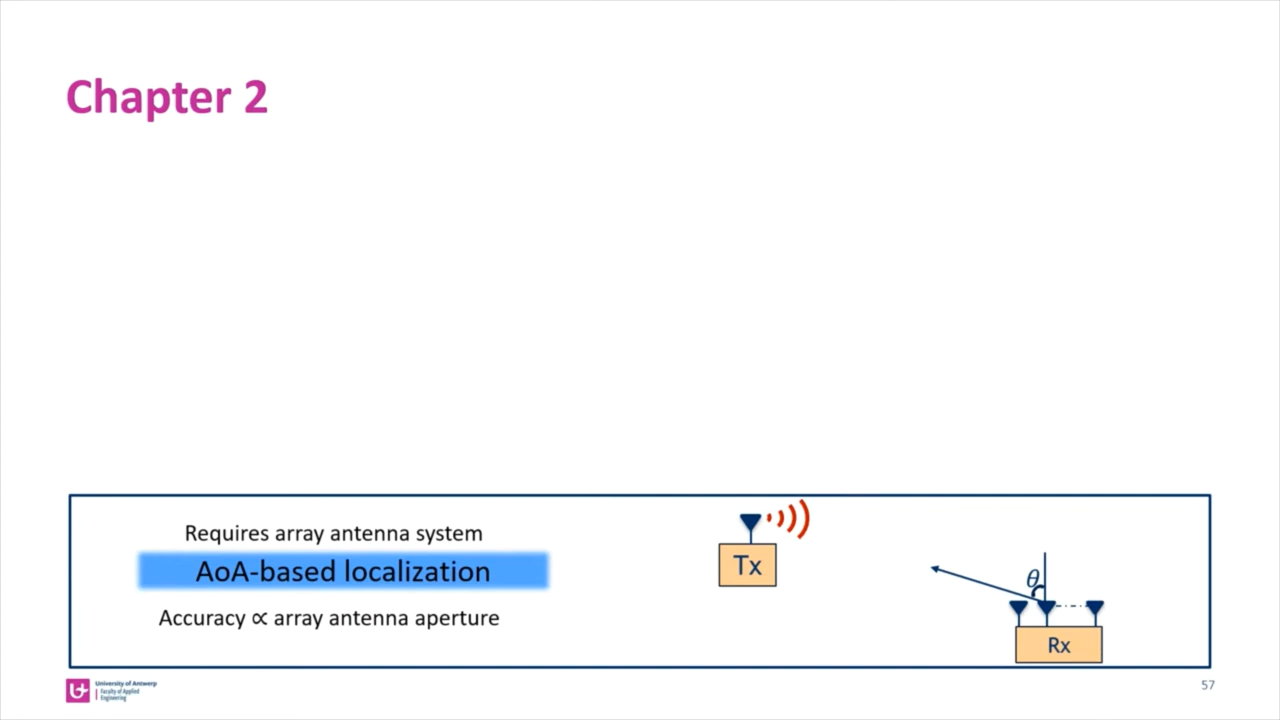 Chapter 2
Requires array antenna system
AoA-based localization
Accuracy ∝ array antenna aperture
Tx
θ
Rx
University of Antwerp
Faculty of Applied
Engineering
57